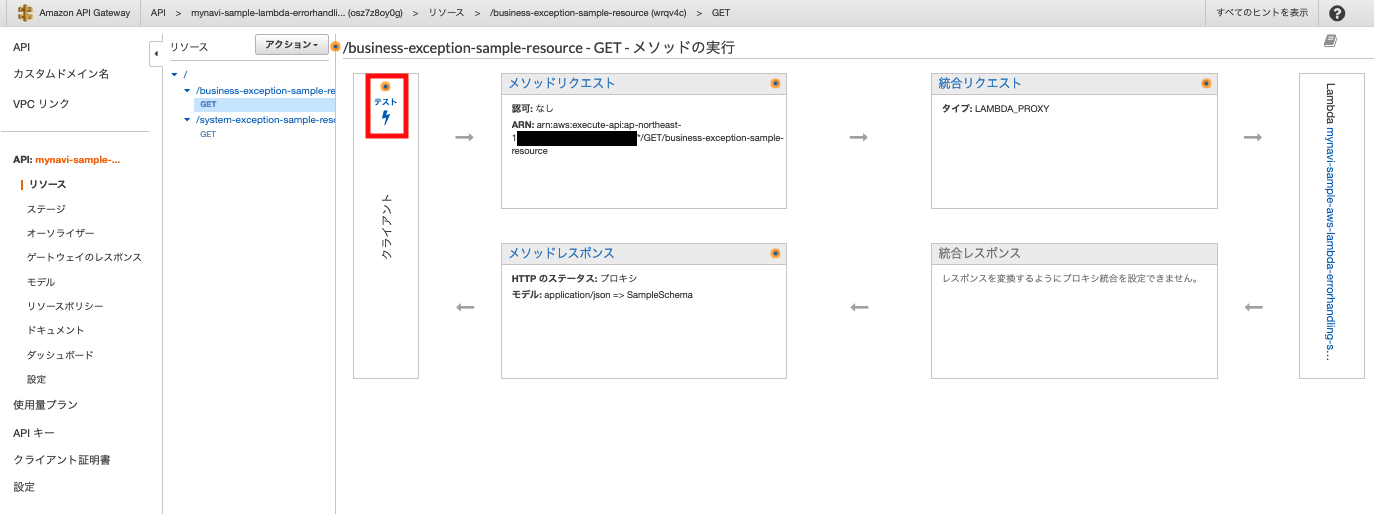 Amazon API Gateway
API > mynavi-sample-lambda-errorhandli... (osz7z8oy0g) > リソース > /business-exception-sample-resource (wrqv4c) > GET
すべてのヒントを表示
API
カスタムドメイン名
VPC リンク
API: mynavi-sample-...
リソース
ステージ
オーソライザー
ゲートウェイのレスポンス
モデル
リソースポリシー
ドキュメント
ダッシュボード
設定
使用量プラン
API キー
クライアント証明書
設定
リソース
アクション
/
/business-exception-sample-re
GET
/system-exception-sample-reso
GET
/business-exception-sample-resource - GET - メソッドの実行
テスト
クライアント
メソッドリクエスト
認可: なし
ARN: arn:aws:execute-api:ap-northeast-
1 */GET/business-exception-sample-
resource
統合リクエスト
タイプ: LAMBDA_PROXY
メソッドレスポンス
HTTP のステータス: プロキシ
モデル: application/json => SampleSchema
統合レスポンス
レスポンスを変換するようにプロキシ統合を設定できません。
Lambda mynavi-sample-aws-lambda-errorhandling-s...